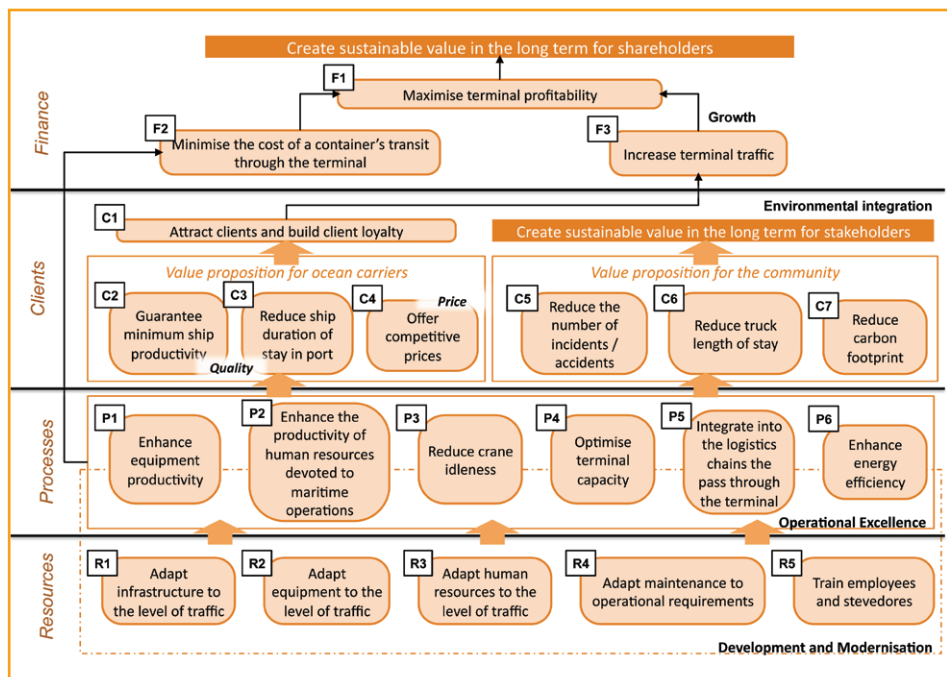 Create sustainable value in the long term for shareholders
F1
Maximise terminal profitability
Finance
F2
Minimise the cost of a container's transit
through the terminal
Growth
F3
Increase terminal traffic
Environmental integration
Clients
C1
Attract clients and build client loyalty
Create sustainable value in the long term for stakeholders
Value proposition for ocean carriers
C2
Guarantee
minimum ship
productivity
Quality
C3
Reduce ship
duration of
stay in port
C4
Price
Offer
competitive
prices
Value proposition for the community
C5
Reduce the
number of
incidents /
accidents
C6
Reduce truck
length of stay
C7
Reduce
carbon
footprint
Processes
P1
Enhance
equipment
productivity
P2
Enhance the
productivity of
human resources
devoted to
maritime
operations
P3
Reduce crane
idleness
P4
Optimise
terminal
capacity
P5
Integrate into
the logistics
chains the
pass through
the terminal
P6
Enhance
energy
efficiency
Operational Excellence
Resources
R1
Adapt
infrastructure to
the level of traffic
R2
Adapt
equipment to the
level of traffic
R3
Adapt human
resources to the
level of traffic
R4
Adapt maintenance to
operational requirements
R5
Train employees
and stevedores
Development and Modernisation